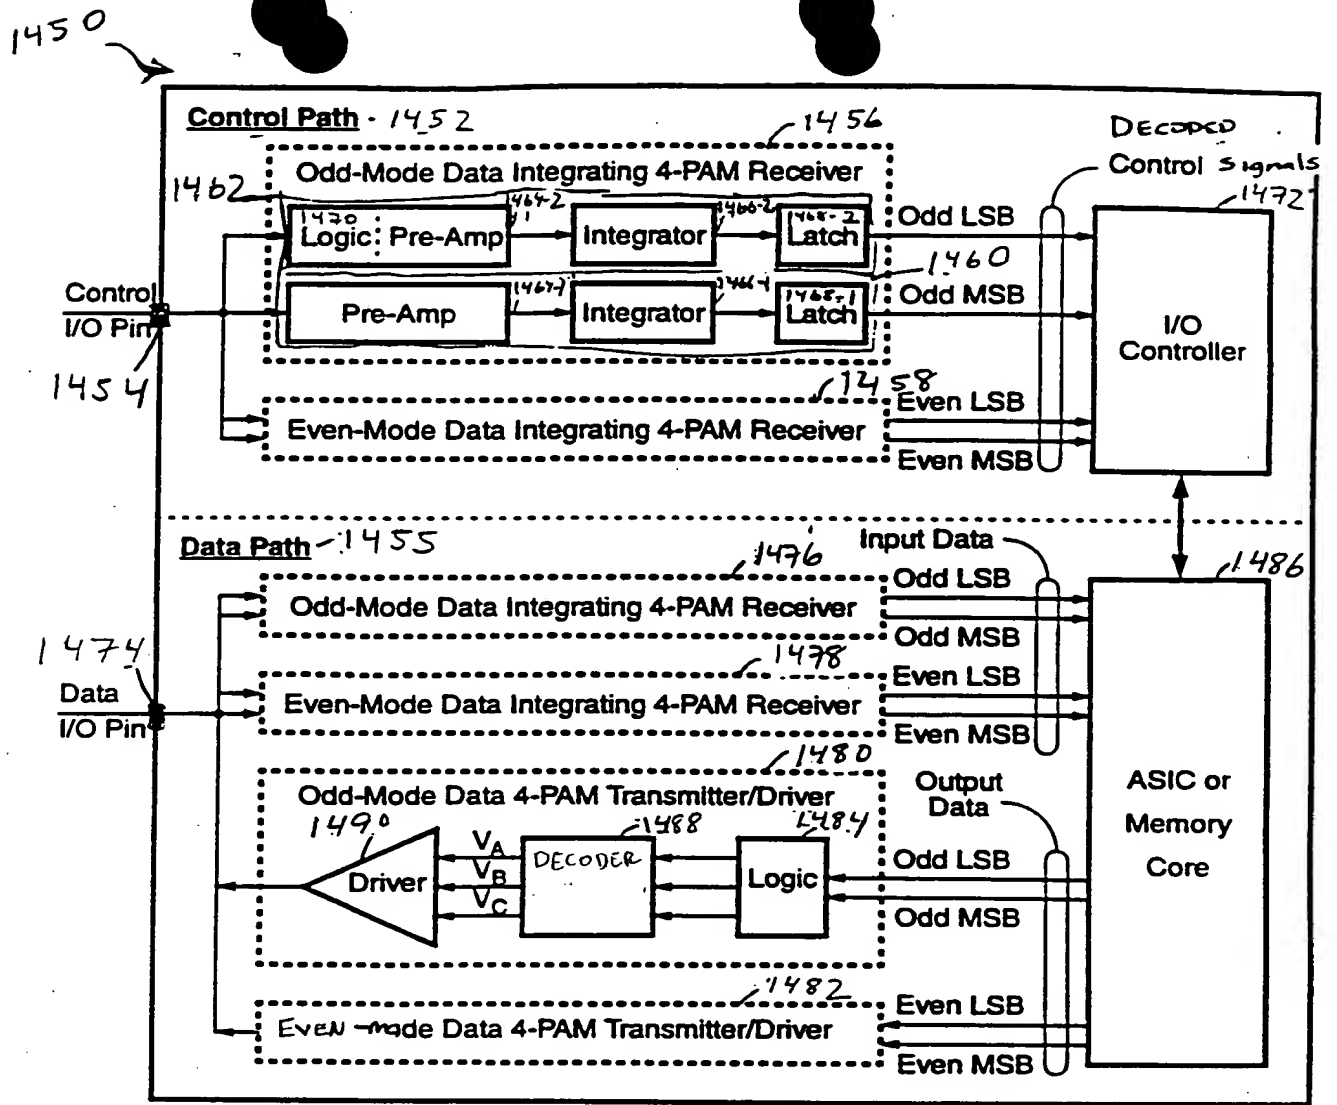 1450
Control Path - 1452
1456
DECODED
Control Signals
Odd-Mode Data Integrating 4-PAM Receiver
1462
1472
1470
Logic
Pre-Amp
1464-2
Integrator
1466-2
1468-2
Latch
Odd LSB
1460
Control
I/O Pin
Pre-Amp
1464-1
Integrator
1466-1
1468-1
Latch
Odd MSB
I/O
Controller
1454
1458
Even LSB
Even-Mode Data Integrating 4-PAM Receiver
Even MSB
Data Path - 1455
1476
Input Data
1486
Odd LSB
Odd-Mode Data Integrating 4-PAM Receiver
Odd MSB
1474
1478
Even LSB
Data
I/O Pin
Even-Mode Data Integrating 4-PAM Receiver
Even MSB
1480
Output
Data
ASIC or
Memory
Core
Odd-Mode Data 4-PAM Transmitter/Driver
1490
1488
1484
Driver
VA
VB
VC
DECODER
Logic
Odd LSB
Odd MSB
1482
Even LSB
EVEN-mode Data 4-PAM Transmitter/Driver
Even MSB